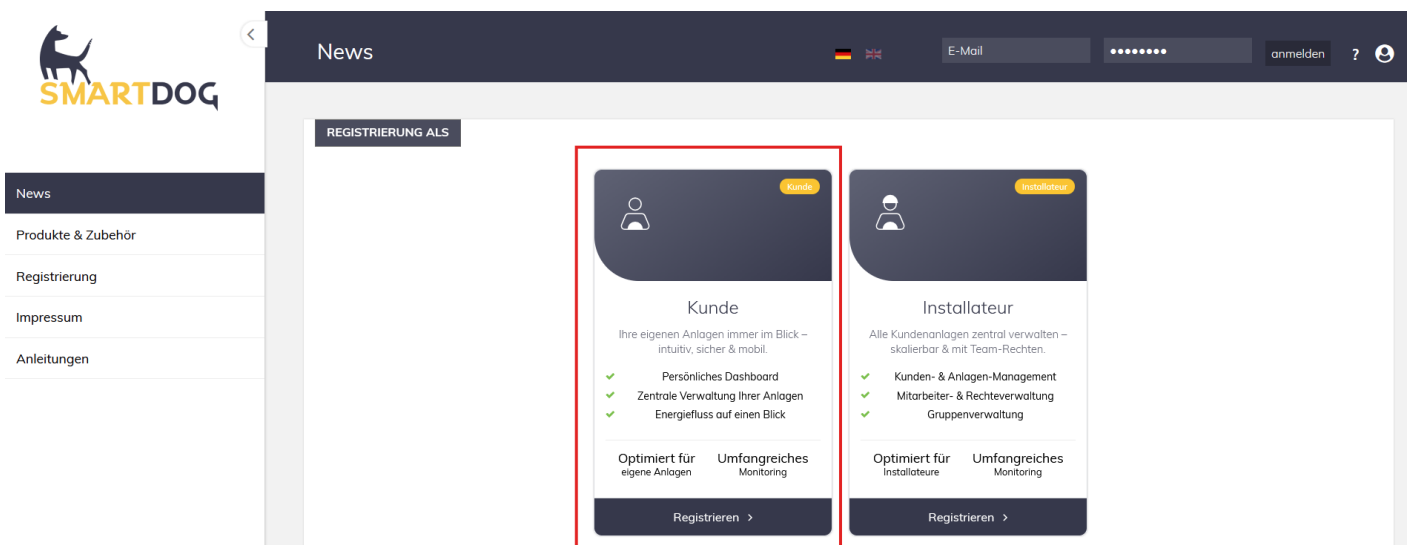 SMARTDOG
News
E-Mail
••••••••
anmelden
?
News
Produkte & Zubehör
Registrierung
Impressum
Anleitungen
REGISTRIERUNG ALS
Kunde
Kunde
Ihre eigenen Anlagen immer im Blick –
intuitiv, sicher & mobil.
Persönliches Dashboard
Zentrale Verwaltung Ihrer Anlagen
Energiefluss auf einen Blick
Optimiert für
eigene Anlagen
Umfangreiches
Monitoring
Registrieren >
Installateur
Installateur
Alle Kundenanlagen zentral verwalten –
skalierbar & mit Team-Rechten.
Kunden- & Anlagen-Management
Mitarbeiter- & Rechteverwaltung
Gruppenverwaltung
Optimiert für
Installateure
Umfangreiches
Monitoring
Registrieren >